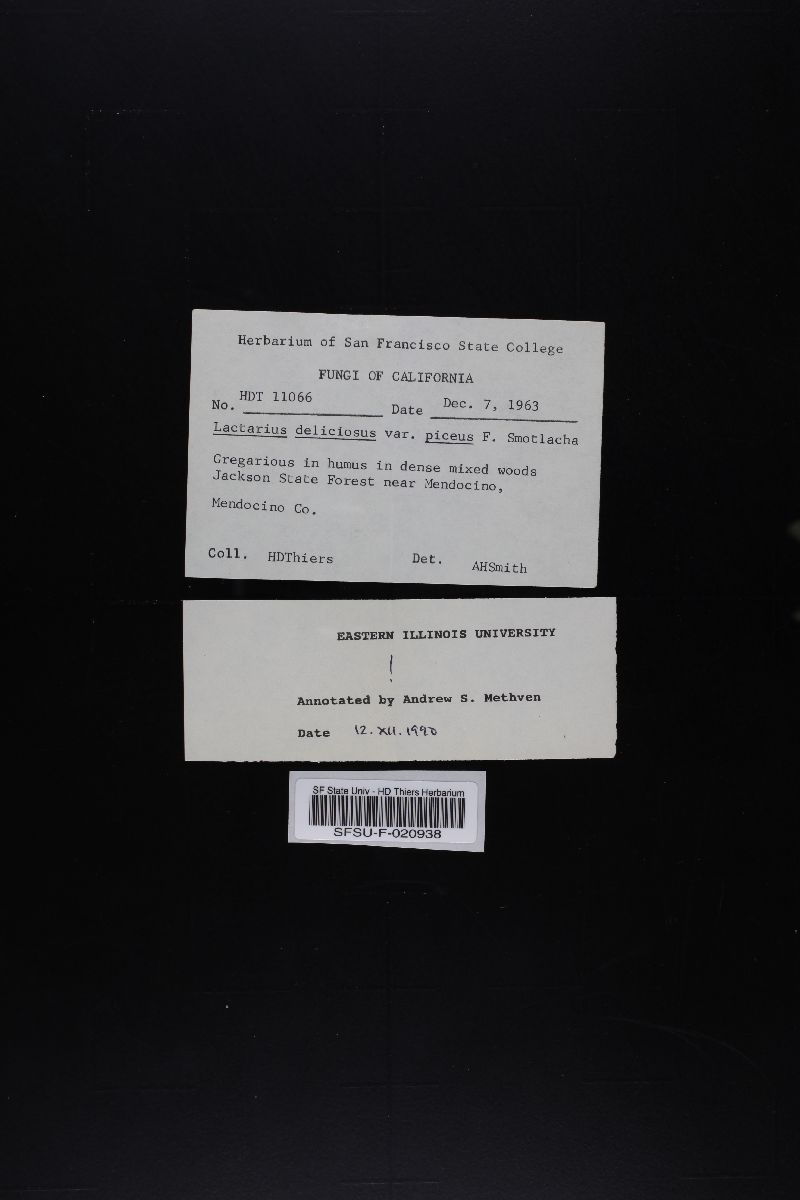 Herbarium of San Francisco State College
FUNGI OF CALIFORNIA
No. HDT 11066 Date Dec. 7, 1963
Lactarius deliciosus var. piceus F. Smotlacha
Gregarious in humus in dense mixed woods
Jackson State Forest near Mendocino,
Mendocino Co.
Coll. HDThiers Det. AHSmith
EASTERN ILLINOIS UNIVERSITY
!
Annotated by Andrew S. Methven
Date 12.XII.1990
SF State Univ - HD Thiers Herbarium
SFSU-F-020938